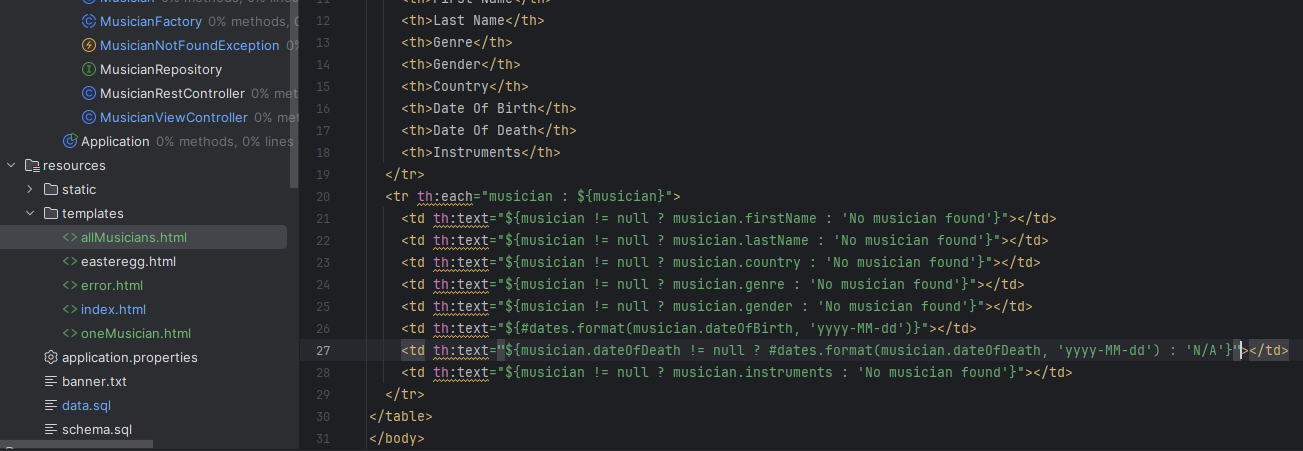 MusicianFactory 0% methods, 0
MusicianNotFoundException 0%
MusicianRepository
MusicianRestController 0% met
MusicianViewController 0% met
Application 0% methods, 0% lines
resources
static
templates
allMusicians.html
easteregg.html
error.html
index.html
oneMusician.html
application.properties
banner.txt
data.sql
schema.sql
11 <th>First Name</th>
12 <th>Last Name</th>
13 <th>Genre</th>
14 <th>Gender</th>
15 <th>Country</th>
16 <th>Date Of Birth</th>
17 <th>Date Of Death</th>
18 <th>Instruments</th>
19 </tr>
20 <tr th:each="musician : ${musician}">
21 <td th:text="${musician != null ? musician.firstName : 'No musician found'}"></td>
22 <td th:text="${musician != null ? musician.lastName : 'No musician found'}"></td>
23 <td th:text="${musician != null ? musician.country : 'No musician found'}"></td>
24 <td th:text="${musician != null ? musician.genre : 'No musician found'}"></td>
25 <td th:text="${musician != null ? musician.gender : 'No musician found'}"></td>
26 <td th:text="${#dates.format(musician.dateOfBirth, 'yyyy-MM-dd')}"></td>
27 <td th:text="${musician.dateOfDeath != null ? #dates.format(musician.dateOfDeath, 'yyyy-MM-dd') : 'N/A'}"></td>
28 <td th:text="${musician != null ? musician.instruments : 'No musician found'}"></td>
29 </tr>
30 </table>
31 </body>